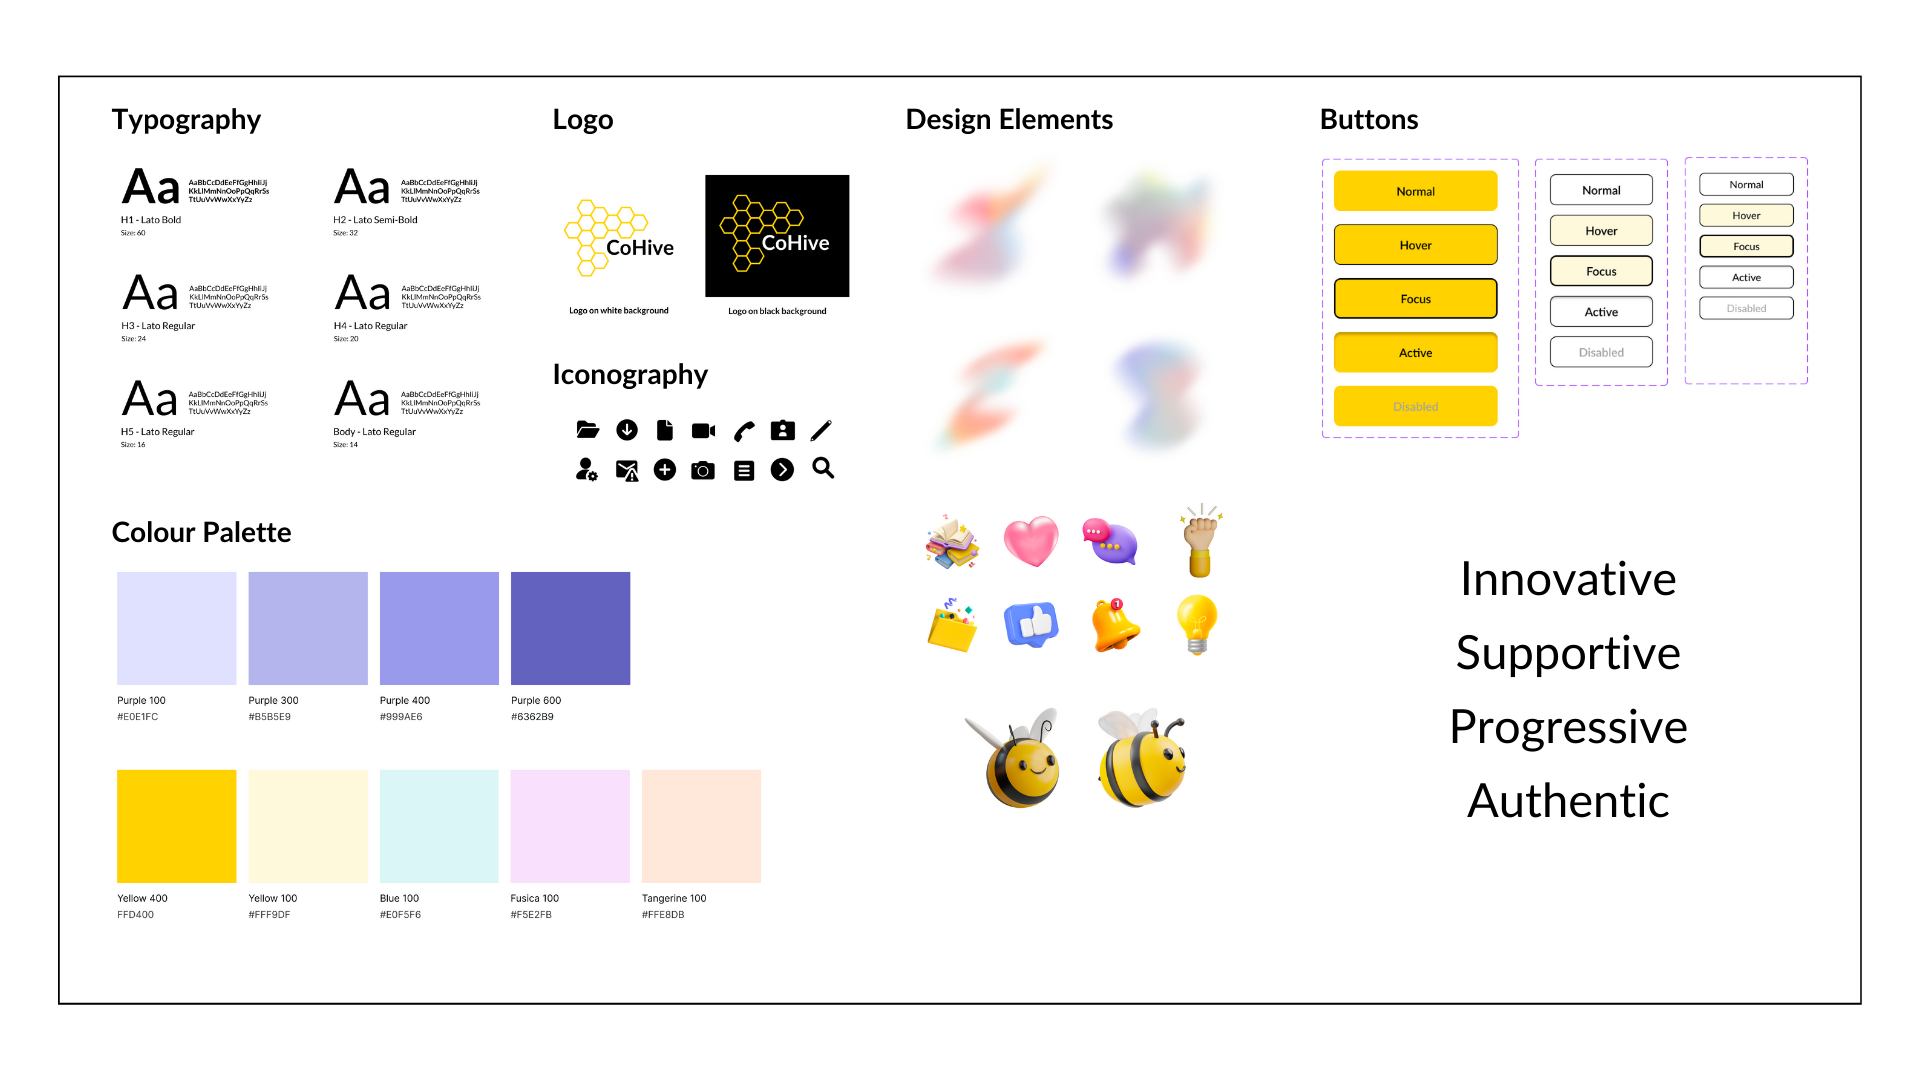 Typography
Aa
AaBbCcDdEeFfGgHhIiJj
KkLlMmNnOoPpQqRrSs
TtUuVvWwXxYyZz
H1 - Lato Bold
Size: 60
Aa
AaBbCcDdEeFfGgHhIiJj
KkLlMmNnOoPpQqRrSs
TtUuVvWwXxYyZz
H2 - Lato Semi-Bold
Size: 32
Aa
AaBbCcDdEeFfGgHhIiJj
KkLlMmNnOoPpQqRrSs
TtUuVvWwXxYyZz
H3 - Lato Regular
Size: 24
Aa
AaBbCcDdEeFfGgHhIiJj
KkLlMmNnOoPpQqRrSs
TtUuVvWwXxYyZz
H4 - Lato Regular
Size: 20
Aa
AaBbCcDdEeFfGgHhIiJj
KkLlMmNnOoPpQqRrSs
TtUuVvWwXxYyZz
H5 - Lato Regular
Size: 16
Aa
AaBbCcDdEeFfGgHhIiJj
KkLlMmNnOoPpQqRrSs
TtUuVvWwXxYyZz
Body - Lato Regular
Size: 14
Logo
CoHive
Logo on white background
CoHive
Logo on black background
Iconography
Colour Palette
Purple 100
#E0E1FC
Purple 300
#B5B5E9
Purple 400
#999AE6
Purple 600
#6362B9
Yellow 400
FFD400
Yellow 100
#FFF9DF
Blue 100
#E0F5F6
Fusica 100
#F5E2FB
Tangerine 100
#FFE8DB
Design Elements
1
Buttons
Normal
Hover
Focus
Active
Disabled
Normal
Hover
Focus
Active
Disabled
Normal
Hover
Focus
Active
Disabled
Innovative
Supportive
Progressive
Authentic